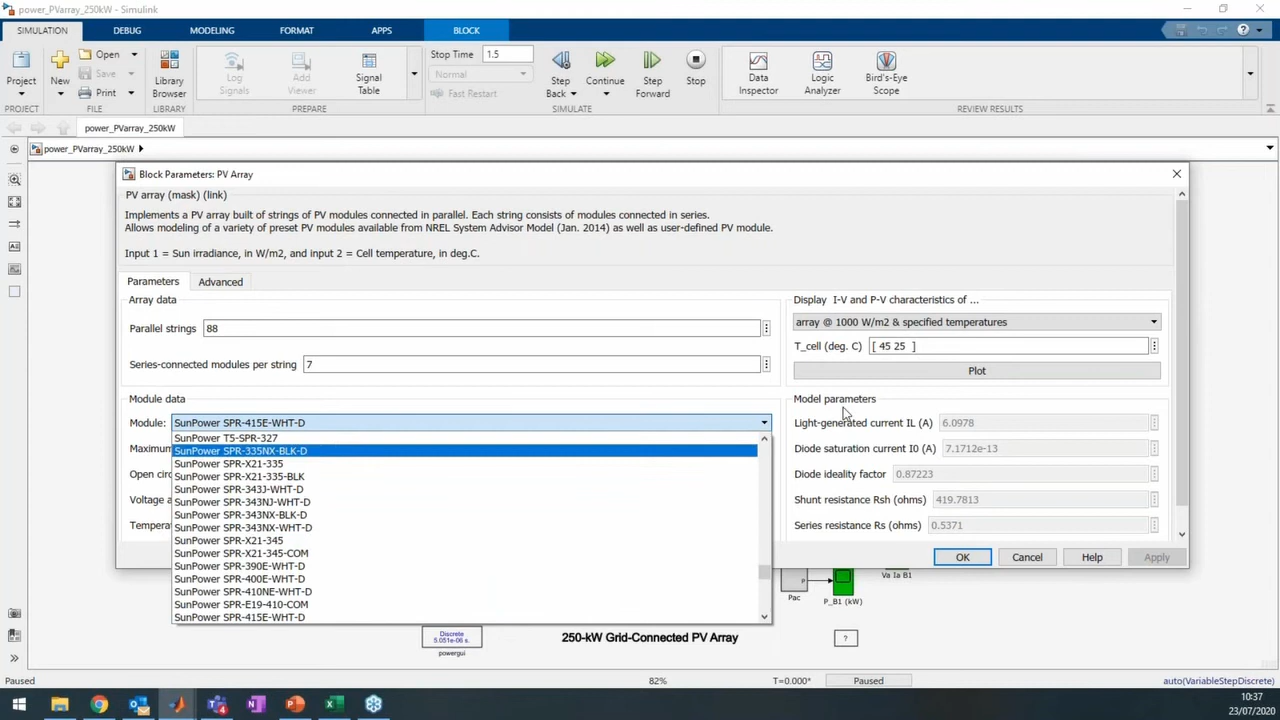 power_PVarray_250kW - Simulink
SIMULATION DEBUG MODELING FORMAT APPS BLOCK
Project
New
Open
Save
Print
Library Browser
Log Signals
Add Viewer
Signal Table
Stop Time 1.5
Normal
Fast Restart
Step Back
Continue
Step Forward
Stop
Data Inspector
Logic Analyzer
Bird's-Eye Scope
PROJECT FILE LIBRARY PREPARE SIMULATE REVIEW RESULTS
power_PVarray_250kW
power_PVarray_250kW
Block Parameters: PV Array
PV array (mask) (link)
Implements a PV array built of strings of PV modules connected in parallel. Each string consists of modules connected in series.
Allows modeling of a variety of preset PV modules available from NREL System Advisor Model (Jan. 2014) as well as user-defined PV module.
Input 1 = Sun irradiance, in W/m2, and input 2 = Cell temperature, in deg.C.
Parameters Advanced
Array data
Parallel strings 88
Series-connected modules per string 7
Display I-V and P-V characteristics of ...
array @ 1000 W/m2 & specified temperatures
T_cell (deg. C) [ 45 25 ]
Plot
Module data
Module: SunPower SPR-415E-WHT-D
Maximum
Open circ
Voltage a
Tempera
SunPower T5-SPR-327
SunPower SPR-335NX-BLK-D
SunPower SPR-X21-335
SunPower SPR-X21-335-BLK
SunPower SPR-343J-WHT-D
SunPower SPR-343NJ-WHT-D
SunPower SPR-343NX-BLK-D
SunPower SPR-343NX-WHT-D
SunPower SPR-X21-345
SunPower SPR-X21-345-COM
SunPower SPR-390E-WHT-D
SunPower SPR-400E-WHT-D
SunPower SPR-410NE-WHT-D
SunPower SPR-E19-410-COM
SunPower SPR-415E-WHT-D
Model parameters
Light-generated current IL (A) 6.0978
Diode saturation current I0 (A) 7.1712e-13
Diode ideality factor 0.87223
Shunt resistance Rsh (ohms) 419.7813
Series resistance Rs (ohms) 0.5371
OK Cancel Help Apply
Va Ia B1
P
Pac
P_B1 (kW)
Discrete
5.051e-06 s.
powergui
250-kW Grid-Connected PV Array
?
Paused 82% T=0.000* Paused auto(VariableStepDiscrete)
10:37
23/07/2020